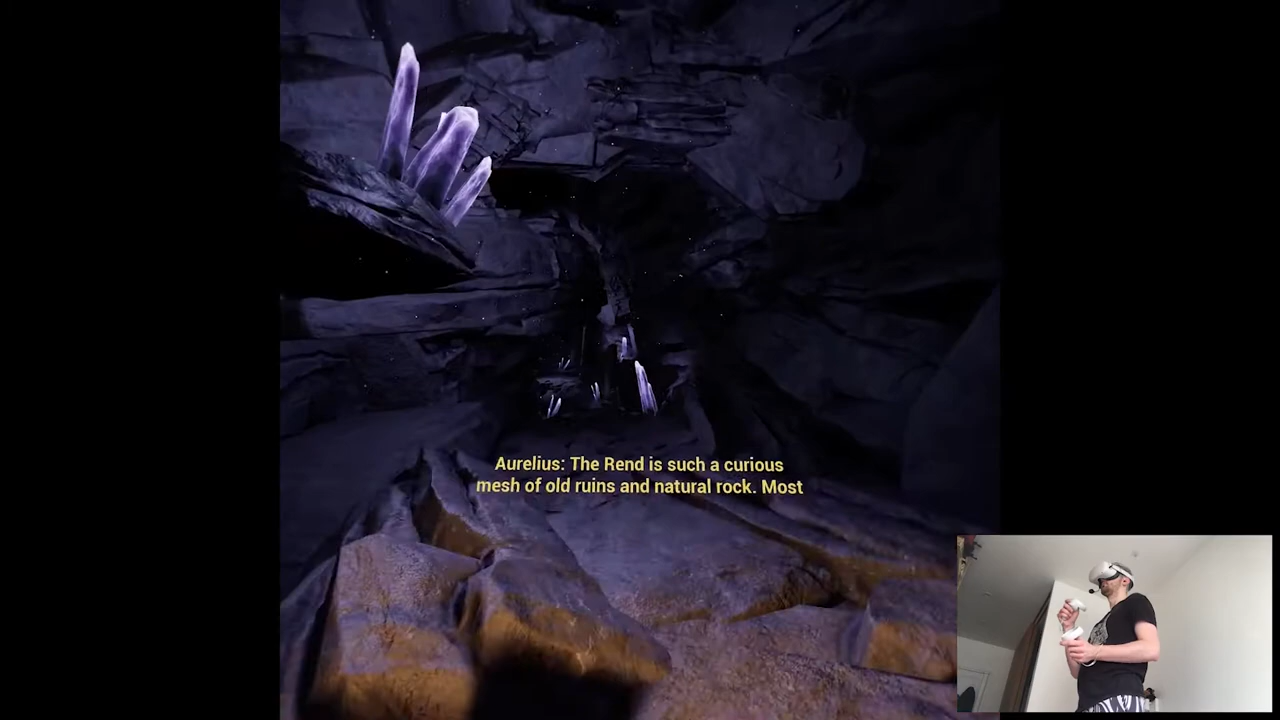 Aurelius: The Rend is such a curious
mesh of old ruins and natural rock. Most